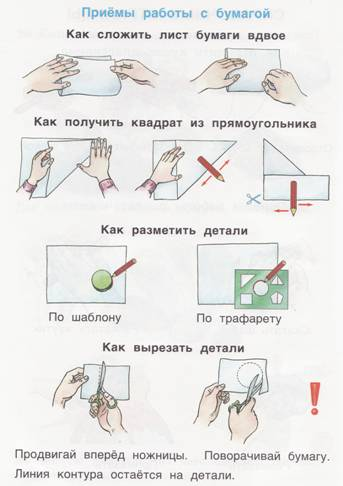 Приёмы работы с бумагой
Как сложить лист бумаги вдвое
Как получить квадрат из прямоугольника
Как разметить детали
По шаблону По трафарету
Как вырезать детали
!
Продвигай вперёд ножницы. Поворачивай бумагу.
Линия контура остаётся на детали.